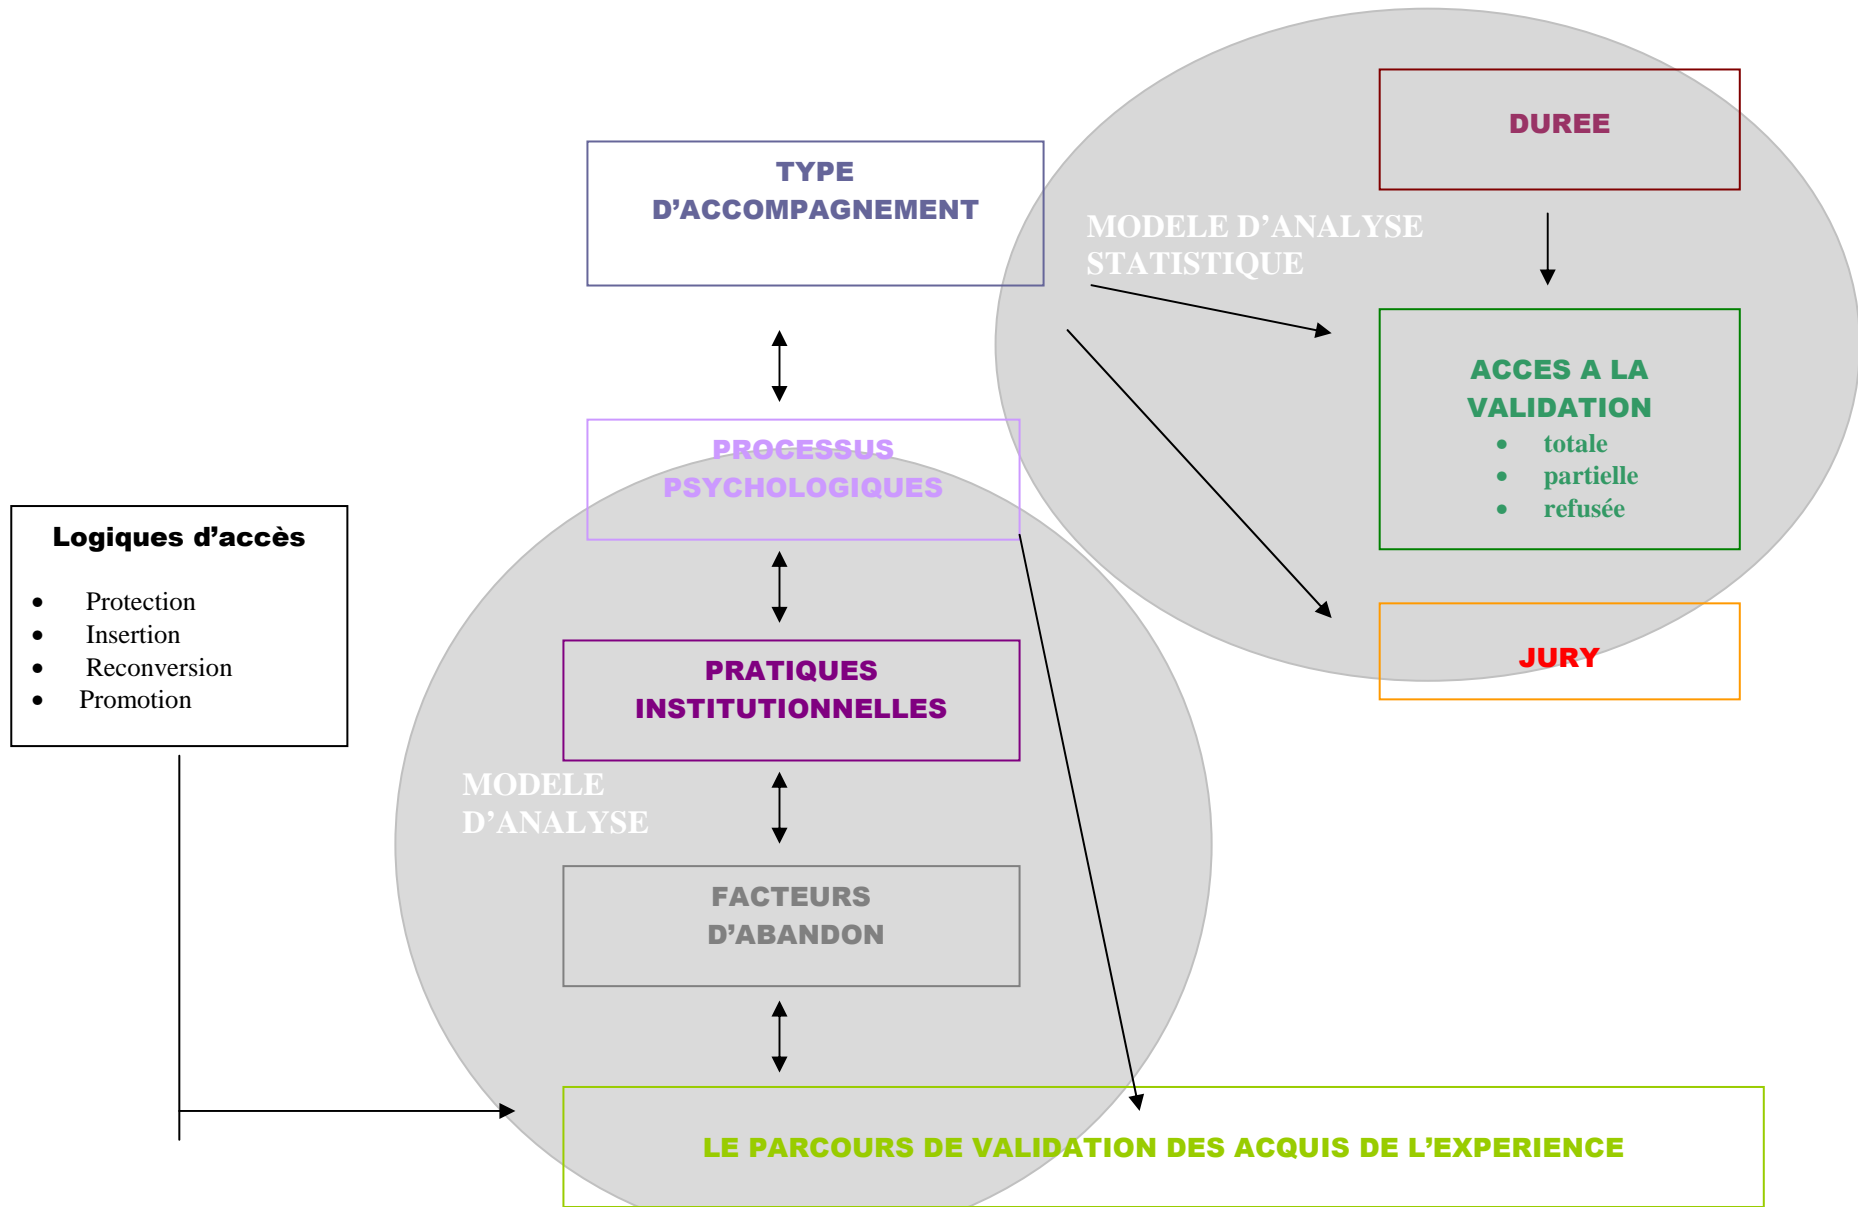 DUREE
TYPE
D’ACCOMPAGNEMENT
MODELE D’ANALYSE
STATISTIQUE
ACCES A LA
VALIDATION
• totale
• partielle
• refusée
PROCESSUS
PSYCHOLOGIQUES
Logiques d’accès
• Protection
• Insertion
• Reconversion
• Promotion
JURY
PRATIQUES
INSTITUTIONNELLES
MODELE
D’ANALYSE
FACTEURS
D’ABANDON
LE PARCOURS DE VALIDATION DES ACQUIS DE L’EXPERIENCE